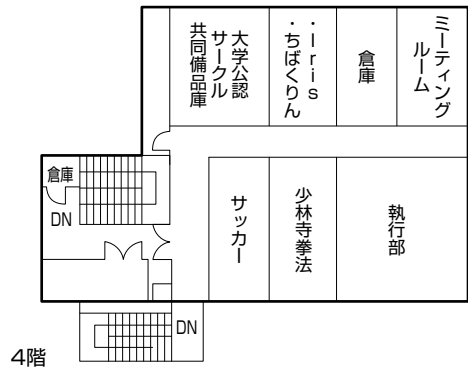 大学公認
サークル
共同備品庫
・Iris
・ちばくりん
倉庫
ミーティング
ルーム
倉庫
DN
サッカー
少林寺拳法
執行部
DN
4階